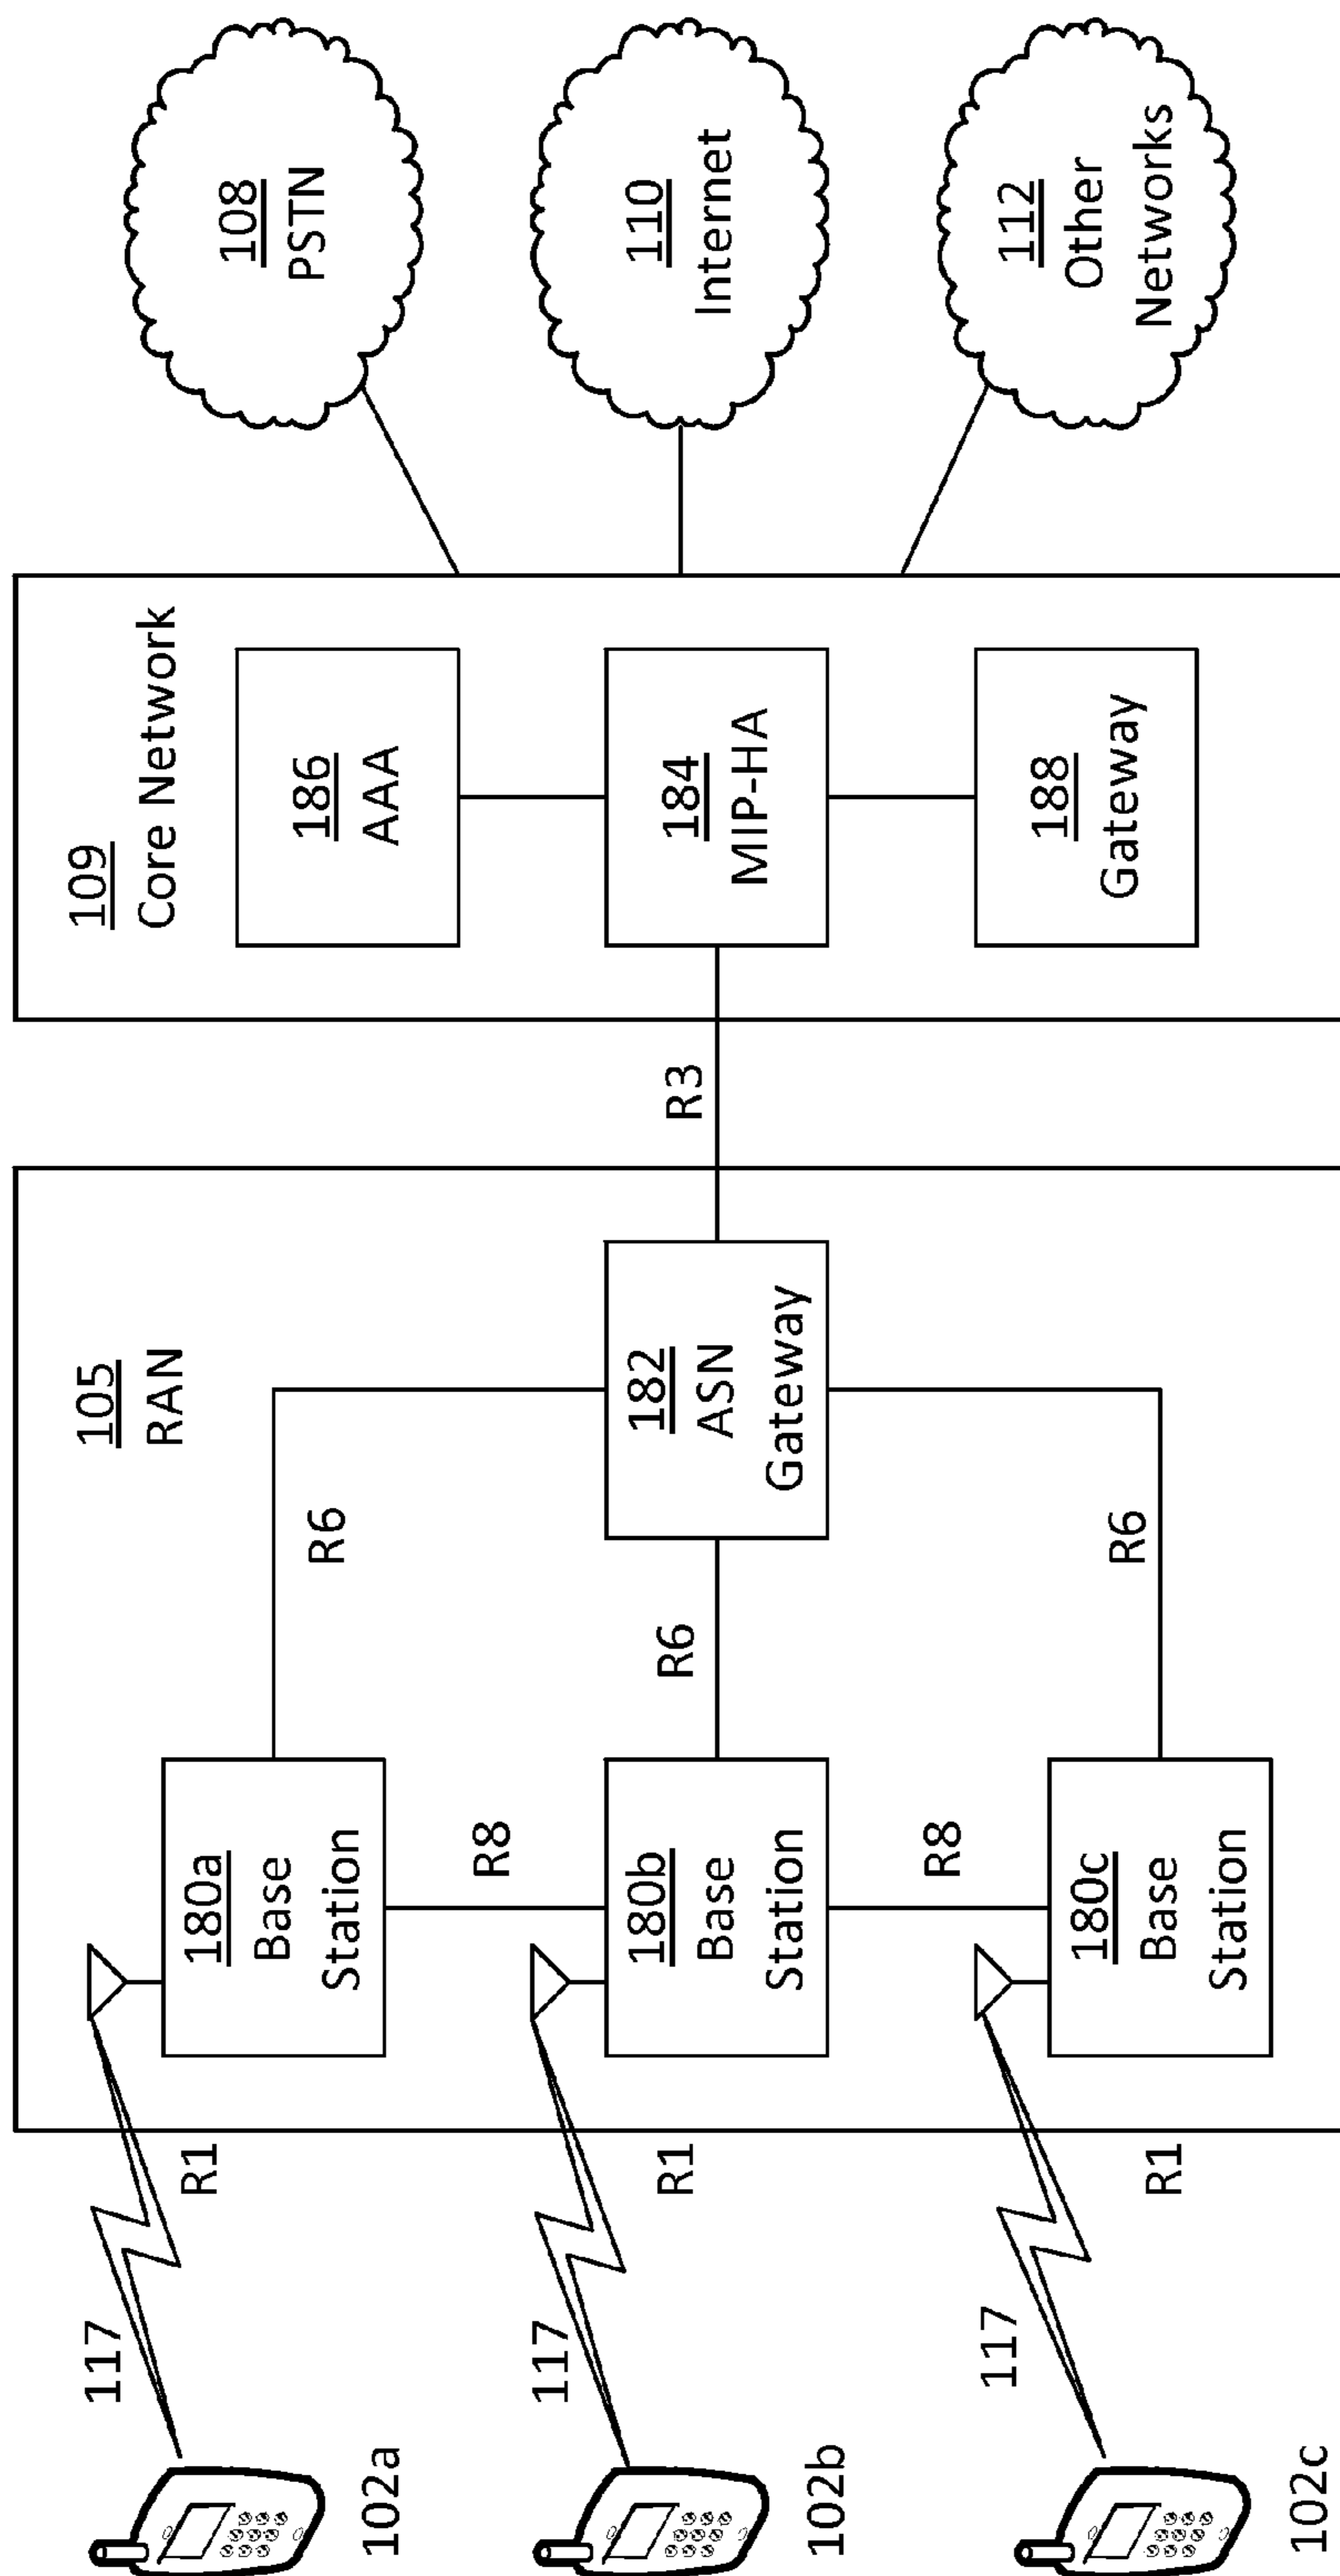 117
R1
102a
117
R1
102b
117
R1
102c
105
RAN
180a
Base
Station
R8
180b
Base
Station
R8
180c
Base
Station
R6
R6
R6
182
ASN
Gateway
R3
109
Core Network
186
AAA
184
MIP-HA
188
Gateway
108
PSTN
110
Internet
112
Other
Networks